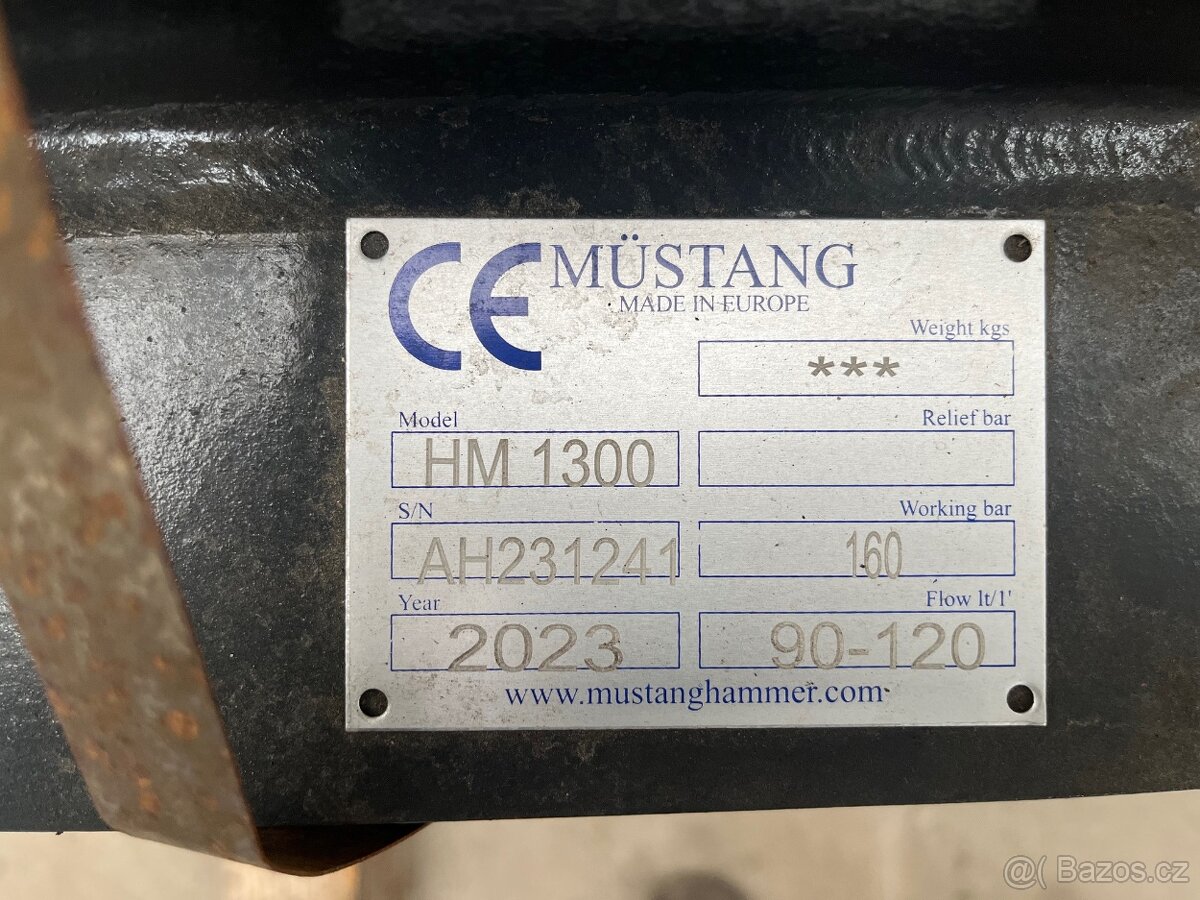 CE MÜSTANG
MADE IN EUROPE
Weight kgs
***
Model
Relief bar
HM 1300
S/N
Working bar
AH231241
160
Year
Flow lt/1'
2023
90-120
www.mustanghammer.com
Bazoš.cz